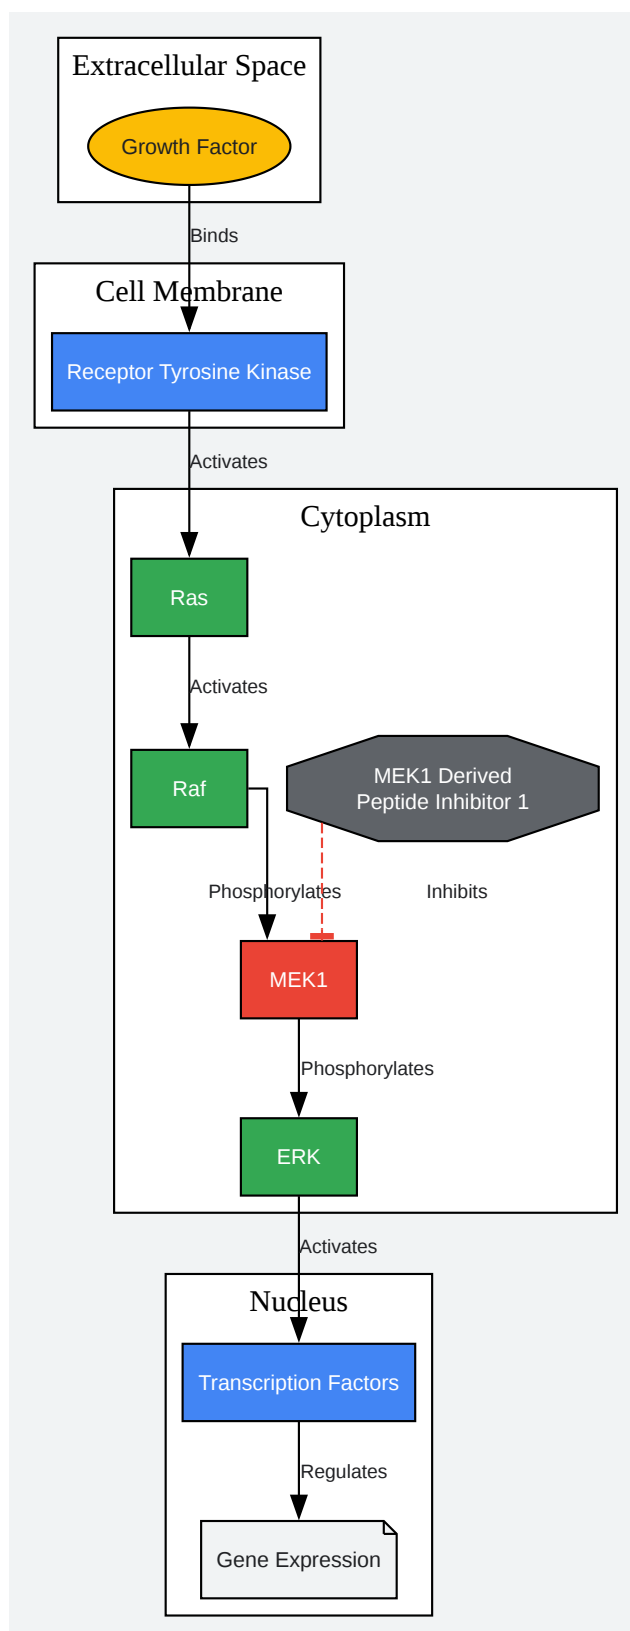 Extracellular Space
Growth Factor
Binds
Cell Membrane
Receptor Tyrosine Kinase
Activates
Cytoplasm
Ras
Activates
Raf
MEK1 Derived
Peptide Inhibitor 1
Phosphorylates
Inhibits
MEK1
Phosphorylates
ERK
Activates
Nucleus
Transcription Factors
Regulates
Gene Expression